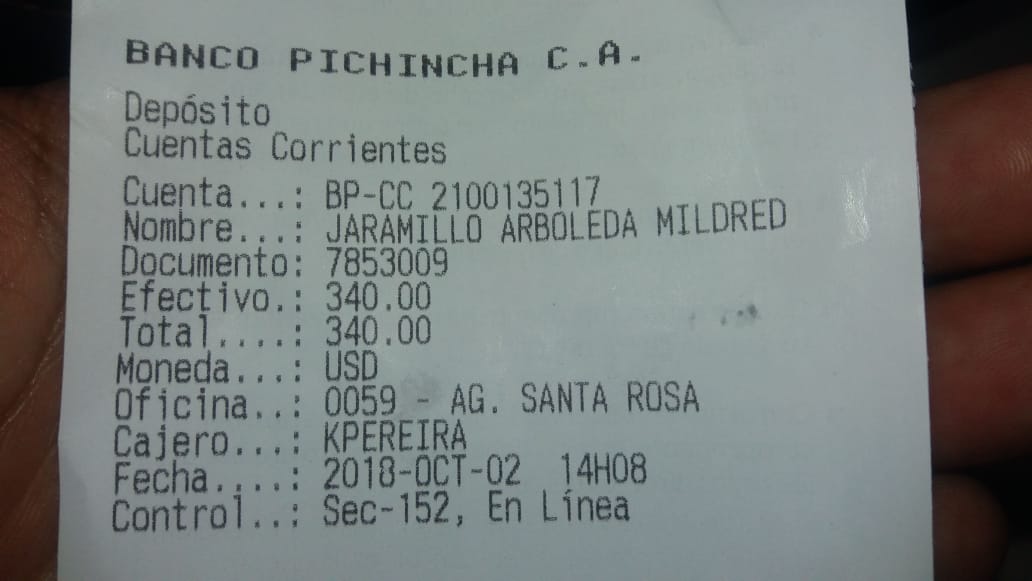 BANCO PICHINCHA C.A.
Depósito
Cuentas Corrientes
Cuenta...: BP-CC 2100135117
Nombre...: JARAMILLO ARBOLEDA MILDRED
Documento: 7853009
Efectivo.: 340.00
Total....: 340.00
Moneda...: USD
Oficina..: 0059 - AG. SANTA ROSA
Cajero...: KPEREIRA
Fecha....: 2018-OCT-02 14H08
Control..: Sec-152, En Línea